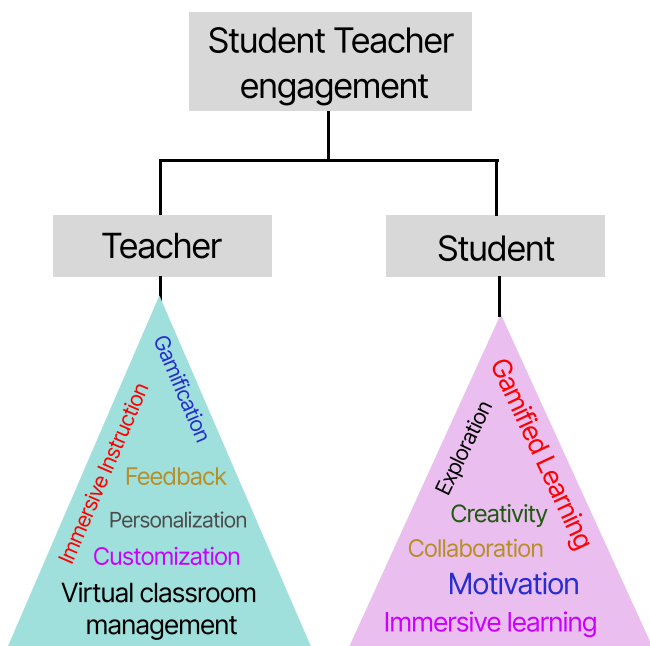 Student Teacher
engagement
Teacher
Student
Gamification
Immersive Instruction
Feedback
Personalization
Customization
Virtual classroom
management
Gamified Learning
Exploration
Creativity
Collaboration
Motivation
Immersive learning